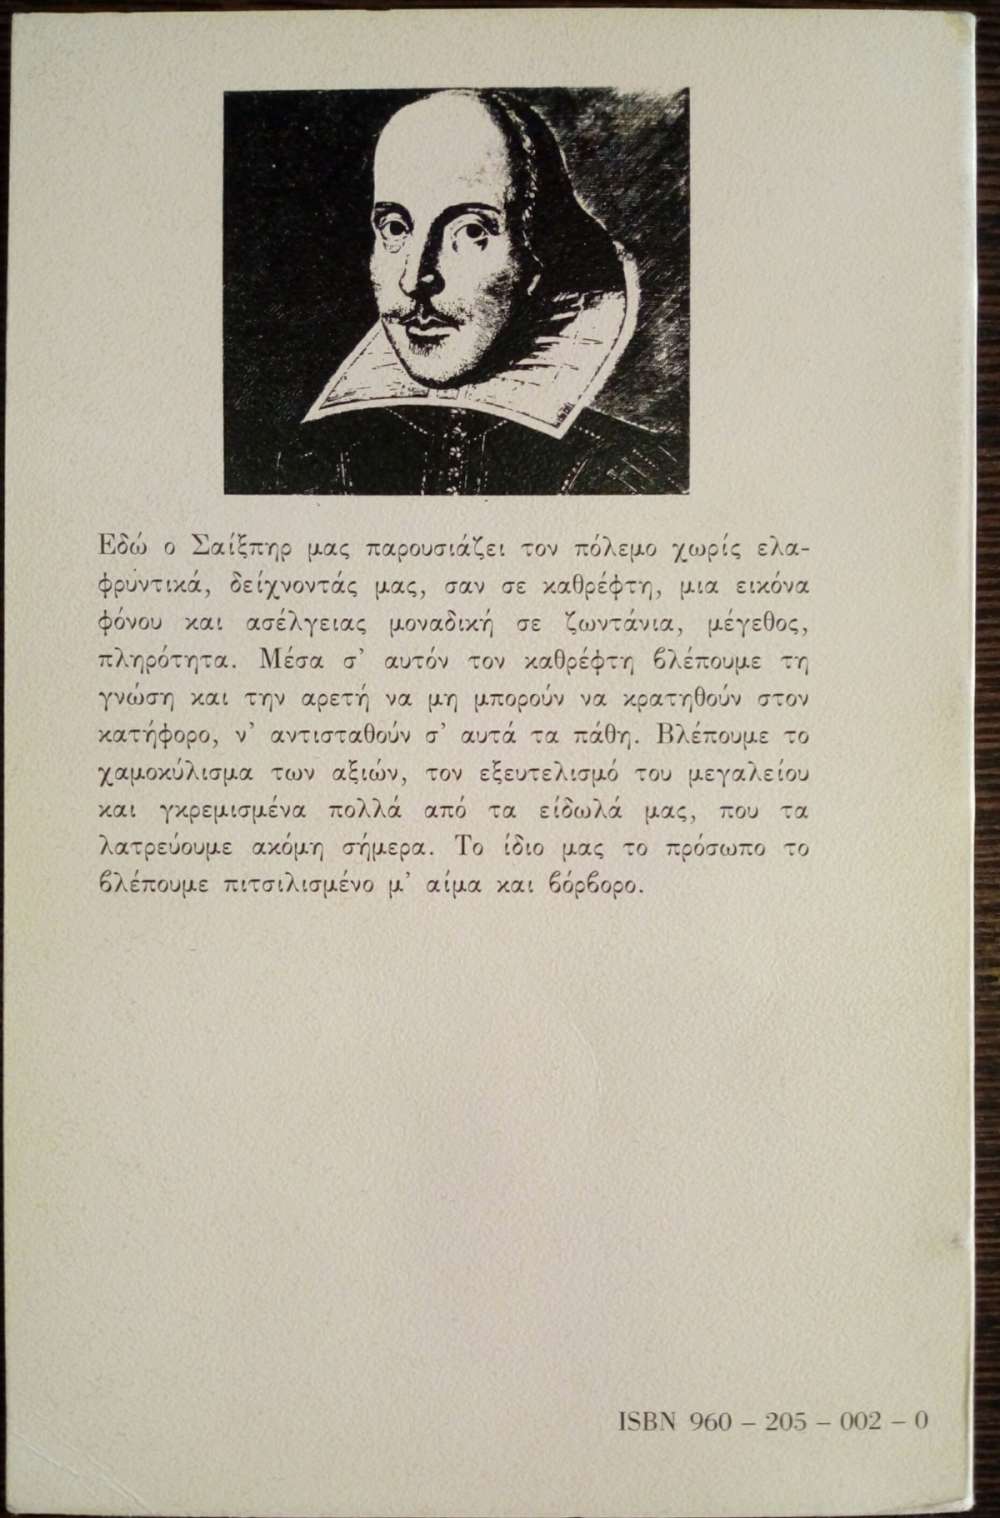 Εδώ ο Σαίξπηρ μας παρουσιάζει τον πόλεμο χωρίς ελα-
φρυντικά, δείχνοντάς μας, σαν σε καθρέφτη, μια εικόνα
φόνου και ασέλγειας μοναδική σε ζωντάνια, μέγεθος,
πληρότητα. Μέσα σ' αυτόν τον καθρέφτη βλέπουμε τη
γνώση και την αρετή να μη μπορούν να κρατηθούν στον
κατήφορο, ν' αντισταθούν σ' αυτά τα πάθη. Βλέπουμε το
χαμοκύλισμα των αξιών, τον εξευτελισμό του μεγαλείου
και γκρεμισμένα πολλά από τα είδωλά μας, που τα
λατρεύουμε ακόμη σήμερα. Το ίδιο μας το πρόσωπο το
βλέπουμε πιτσιλισμένο μ' αίμα και βόρβορο.
ISBN 960 – 205 – 002 – 0